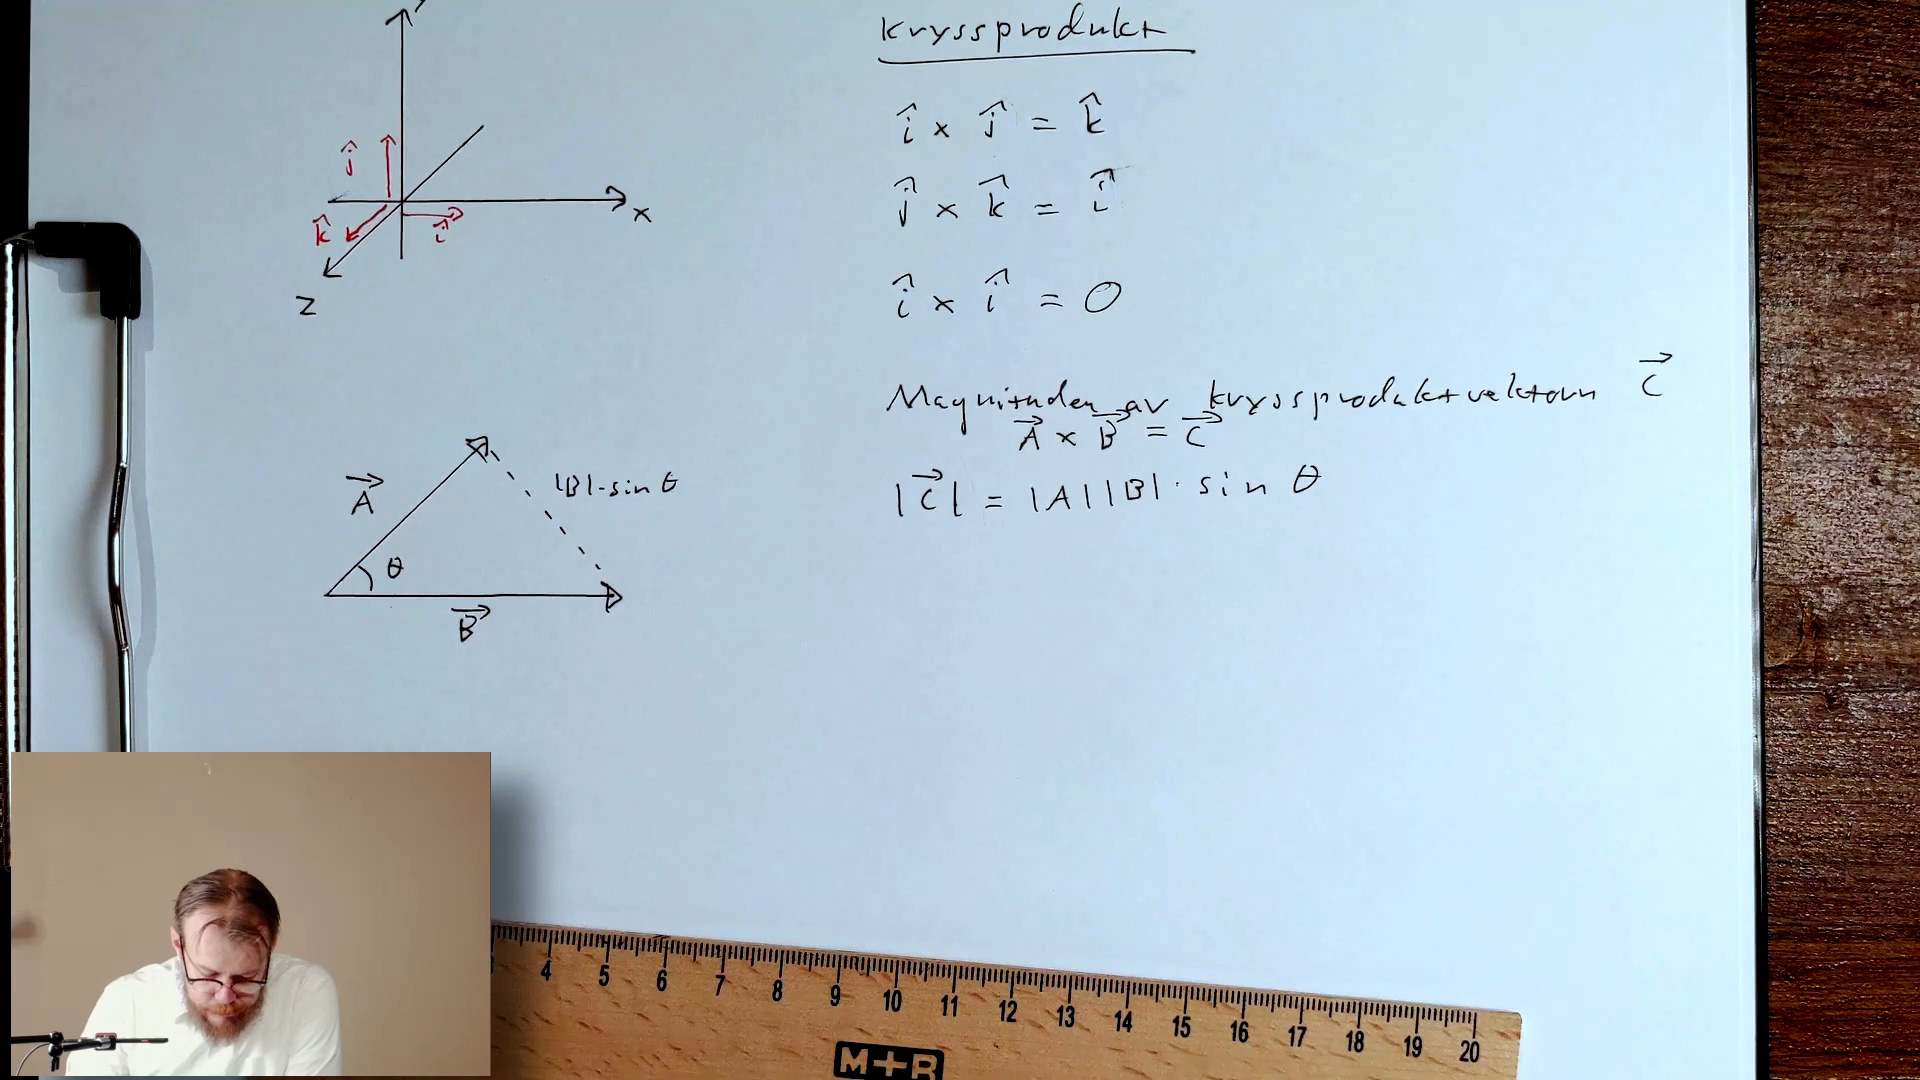 Kryssprodukt
î × ĵ = k̂
ĵ × k̂ = î
î × î = 0
Magnituden av kryssproduktvektorn C⃗
A⃗ × B⃗ = C⃗
|C⃗| = |A||B|·sin θ
ĵ
k̂
î
x
z
A⃗
|B|·sin θ
θ
B⃗
4 5 6 7 8 9 10 11 12 13 14 15 16 17 18 19 20
M+R